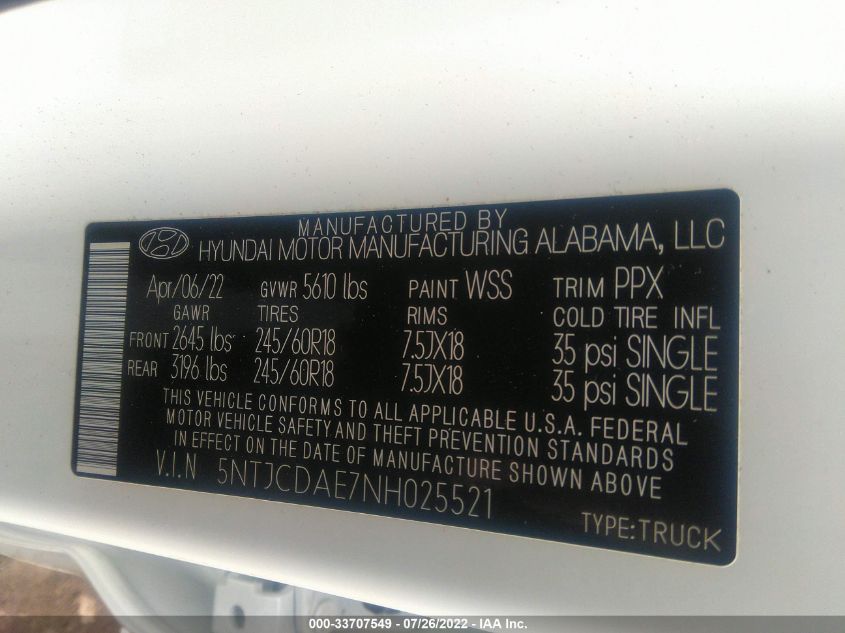 MANUFACTURED BY
HYUNDAI MOTOR MANUFACTURING ALABAMA, LLC
Apr/06/22 GVWR 5610 lbs PAINT WSS TRIM PPX
GAWR TIRES RIMS COLD TIRE INFL
FRONT 2645 lbs 245/60R18 7.5JX18 35 psi SINGLE
REAR 3196 lbs 245/60R18 7.5JX18 35 psi SINGLE
THIS VEHICLE CONFORMS TO ALL APPLICABLE U.S.A. FEDERAL
MOTOR VEHICLE SAFETY AND THEFT PREVENTION STANDARDS
IN EFFECT ON THE DATE OF MANUFACTURE SHOWN ABOVE
V.I.N 5NTJCDAE7NH025521
TYPE:TRUCK
000-33707549 - 07/26/2022 - IAA Inc.